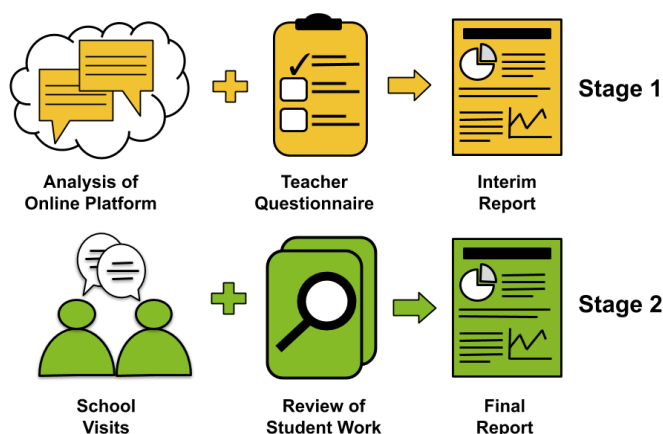 Stage 1
Analysis of
Online Platform
Teacher
Questionnaire
Interim
Report
Stage 2
School
Visits
Review of
Student Work
Final
Report